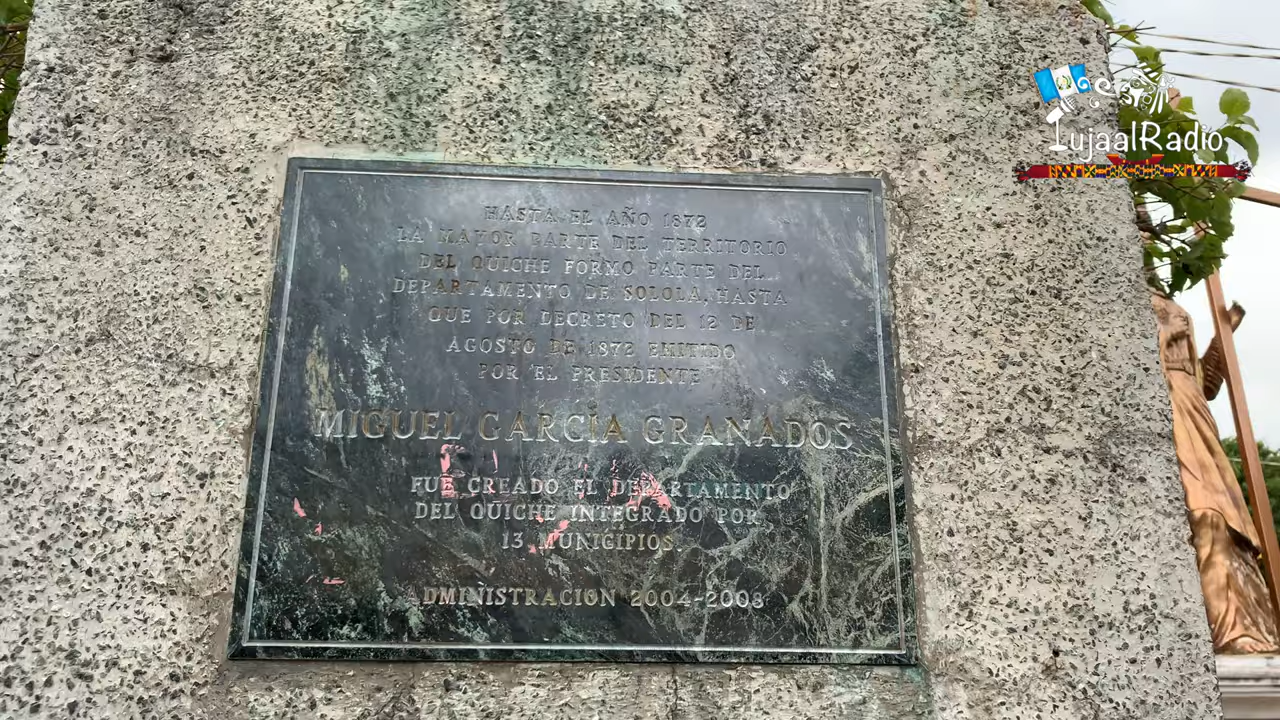 HASTA EL AÑO 1872
LA MAYOR PARTE DEL TERRITORIO
DEL QUICHE FORMO PARTE DEL
DEPARTAMENTO DE SOLOLA, HASTA
QUE POR DECRETO DEL 12 DE
AGOSTO DE 1872 EMITIDO
POR EL PRESIDENTE
MIGUEL GARCÍA GRANADOS
FUE CREADO EL DEPARTAMENTO
DEL QUICHE INTEGRADO POR
13 MUNICIPIOS.
ADMINISTRACION 2004-2008
TujaalRadio